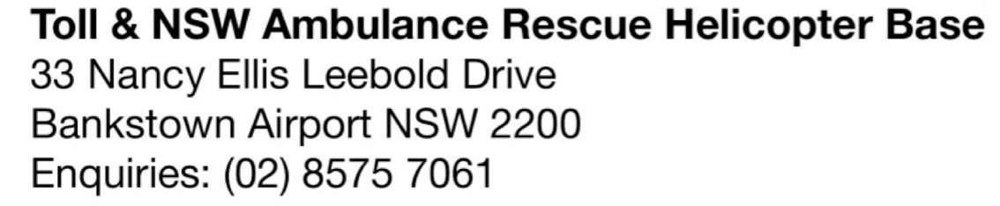 Toll & NSW Ambulance Rescue Helicopter Base
33 Nancy Ellis Leebold Drive
Bankstown Airport NSW 2200
Enquiries: (02) 8575 7061